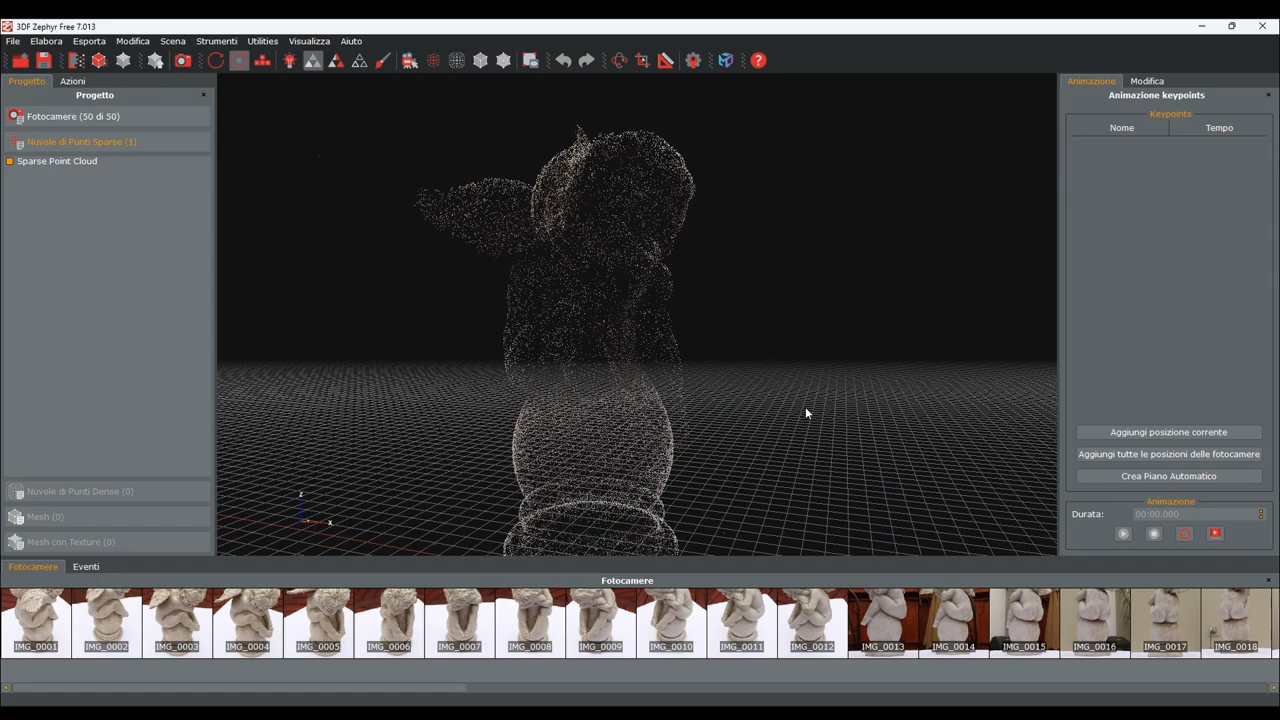 3DF Zephyr Free 7.013
File Elabora Esporta Modifica Scena Strumenti Utilities Visualizza Aiuto
Progetto Azioni
Progetto
Fotocamere (50 di 50)
Nuvole di Punti Sparse (1)
Sparse Point Cloud
Nuvole di Punti Dense (0)
Mesh (0)
Mesh con Texture (0)
z
x
Animazione Modifica
Animazione keypoints
Keypoints
Nome Tempo
Aggiungi posizione corrente
Aggiungi tutte le posizioni delle fotocamere
Crea Piano Automatico
Animazione
Durata: 00:00.000
Fotocamere Eventi
Fotocamere
IMG_0001 IMG_0002 IMG_0003 IMG_0004 IMG_0005 IMG_0006 IMG_0007 IMG_0008 IMG_0009 IMG_0010 IMG_0011 IMG_0012 IMG_0013 IMG_0014 IMG_0015 IMG_0016 IMG_0017 IMG_0018